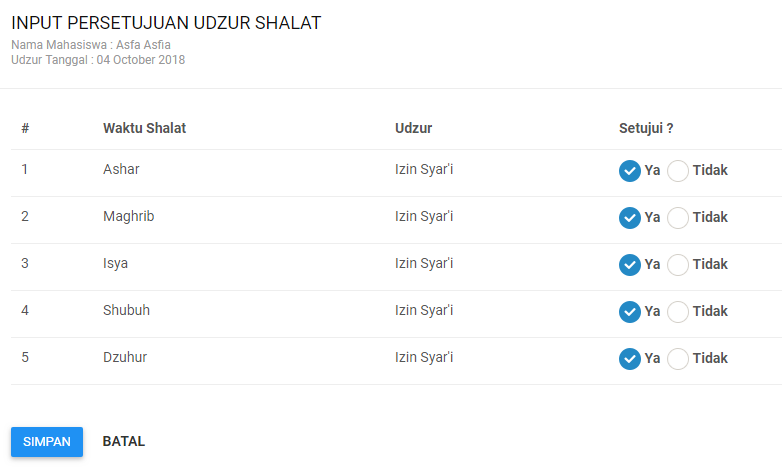 INPUT PERSETUJUAN UDZUR SHALAT
Nama Mahasiswa : Asfa Asfia
Udzur Tanggal : 04 October 2018
# Waktu Shalat Udzur Setujui ?
1 Ashar Izin Syar'i Ya Tidak
2 Maghrib Izin Syar'i Ya Tidak
3 Isya Izin Syar'i Ya Tidak
4 Shubuh Izin Syar'i Ya Tidak
5 Dzuhur Izin Syar'i Ya Tidak
SIMPAN BATAL